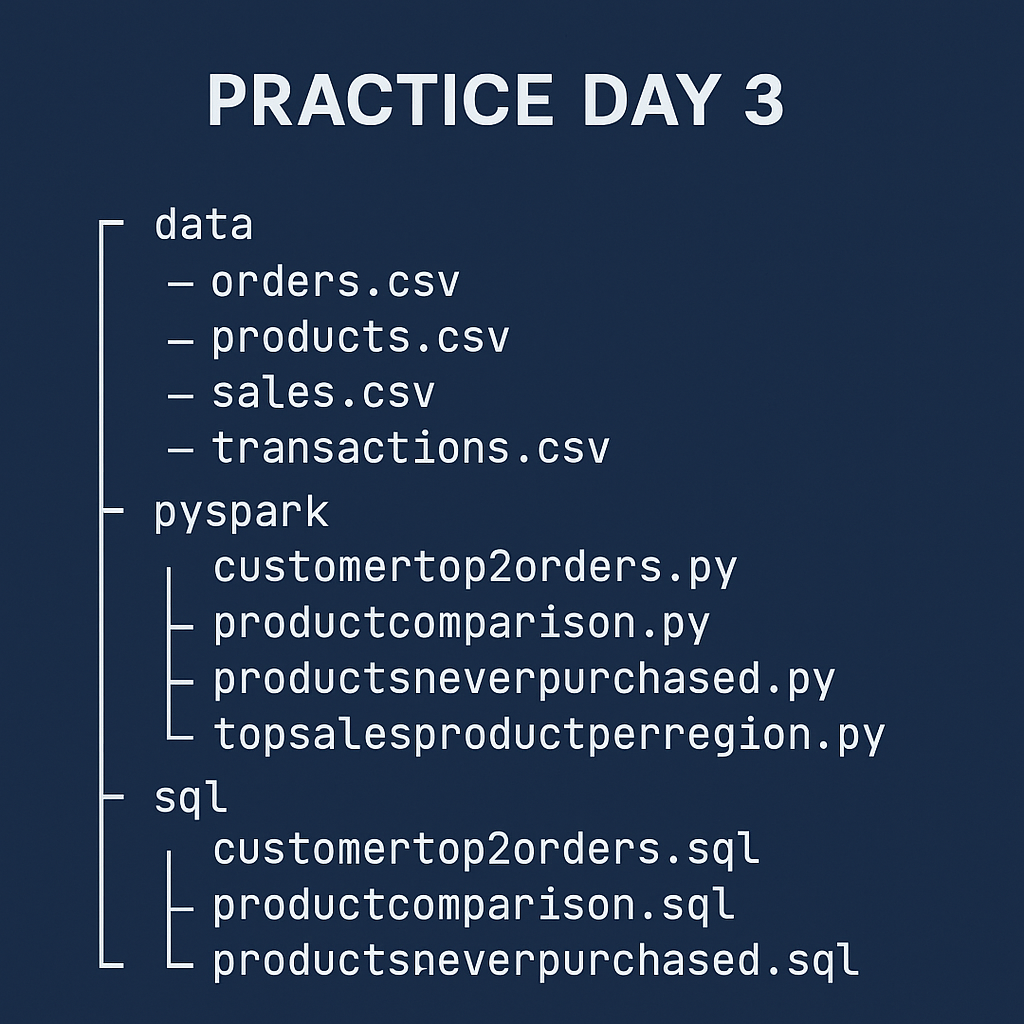 PRACTICE DAY 3
data
– orders.csv
– products.csv
– sales.csv
– transactions.csv
pyspark
customertop2orders.py
productcomparison.py
productsneverpurchased.py
topsalesproductperregion.py
sql
customertop2orders.sql
productcomparison.sql
productsneverpurchased.sql